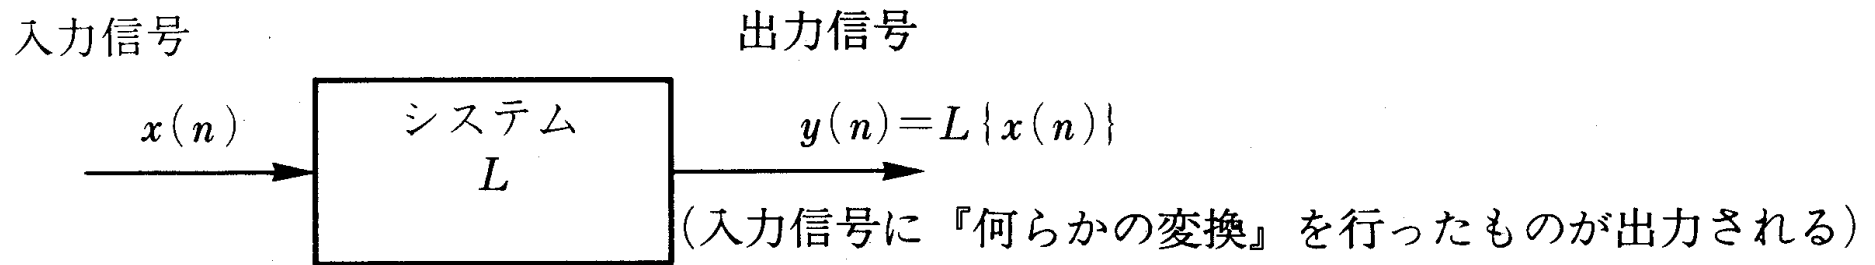 入力信号
出力信号
x(n)
システム
L
y(n)=L{x(n)}
(入力信号に『何らかの変換』を行ったものが出力される)